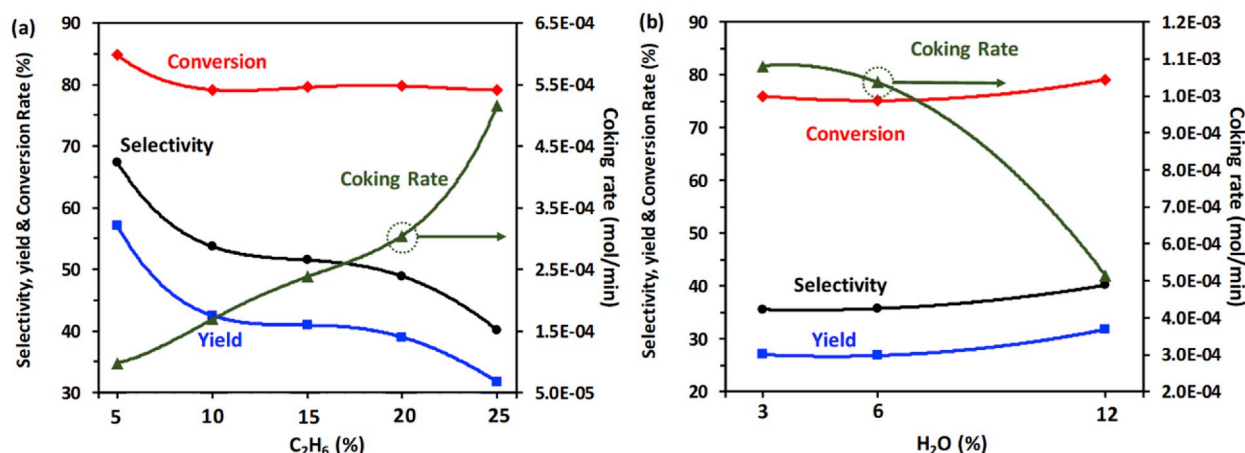 (a)
Selectivity, yield & Conversion Rate (%)
90
80
70
60
50
40
30
Conversion
Selectivity
Coking Rate
Yield
6.5E-04
5.5E-04
4.5E-04
3.5E-04
2.5E-04
1.5E-04
5.0E-05
Coking rate (mol/min)
5 10 15 20 25
C₂H₆ (%)
(b)
Selectivity, yield & Conversion Rate (%)
90
80
70
60
50
40
30
20
Coking Rate
Conversion
Selectivity
Yield
1.2E-03
1.1E-03
1.0E-03
9.0E-04
8.0E-04
7.0E-04
6.0E-04
5.0E-04
4.0E-04
3.0E-04
2.0E-04
Coking rate (mol/min)
3 6 12
H₂O (%)